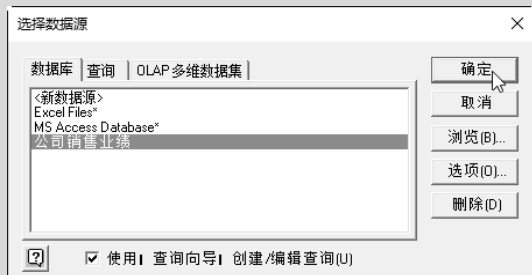 选择数据源
数据库 查询 OLAP 多维数据集
<新数据源>
Excel Files*
MS Access Database*
公司销售业绩
确定
取消
浏览(B)...
选项(O)...
删除(D)
使用 查询向导 创建/编辑查询(U)